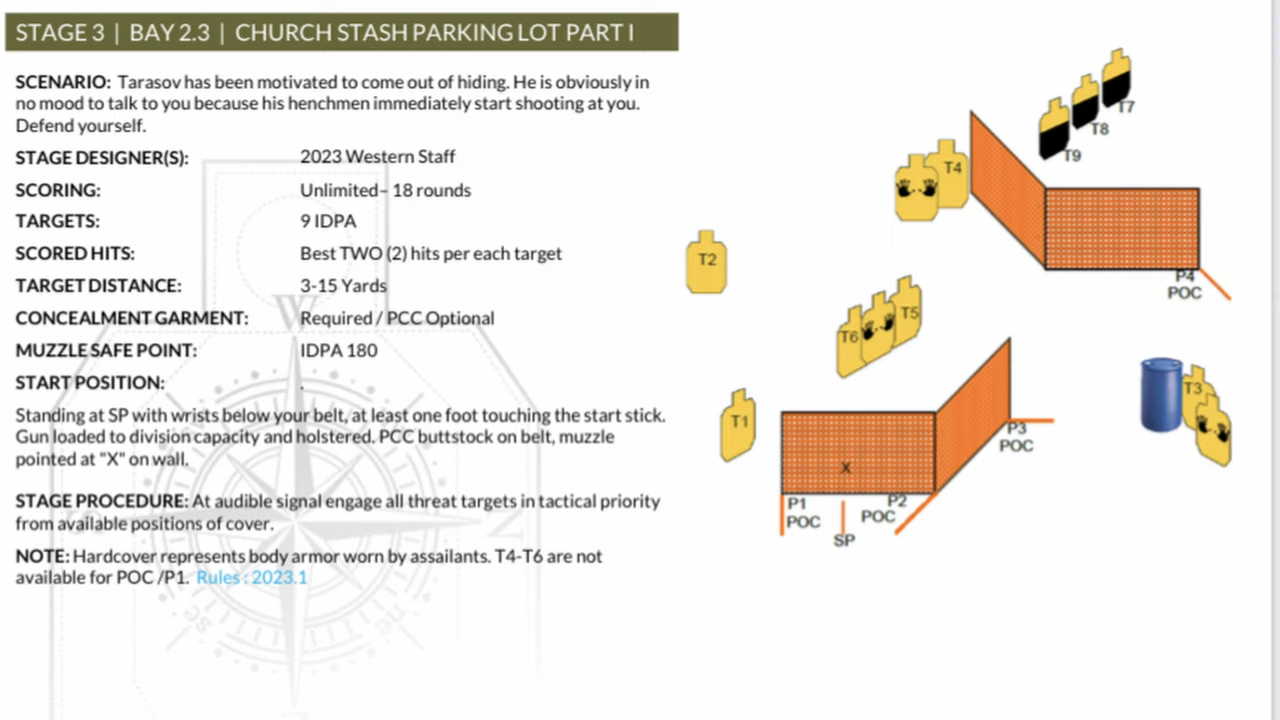 STAGE 3 | BAY 2.3 | CHURCH STASH PARKING LOT PART I
SCENARIO: Tarasov has been motivated to come out of hiding. He is obviously in
no mood to talk to you because his henchmen immediately start shooting at you.
Defend yourself.
STAGE DESIGNER(S): 2023 Western Staff
SCORING: Unlimited– 18 rounds
TARGETS: 9 IDPA
SCORED HITS: Best TWO (2) hits per each target
TARGET DISTANCE: 3-15 Yards
CONCEALMENT GARMENT: Required / PCC Optional
MUZZLE SAFE POINT: IDPA 180
START POSITION: .
Standing at SP with wrists below your belt, at least one foot touching the start stick.
Gun loaded to division capacity and holstered. PCC buttstock on belt, muzzle
pointed at "X" on wall.
STAGE PROCEDURE: At audible signal engage all threat targets in tactical priority
from available positions of cover.
NOTE: Hardcover represents body armor worn by assailants. T4-T6 are not
available for POC /P1. Rules : 2023.1
T7
T8
T9
T4
T2
P4
POC
T5
T6
T3
T1
P3
POC
X
P1
POC
P2
POC
SP
W
S
N
se
ne